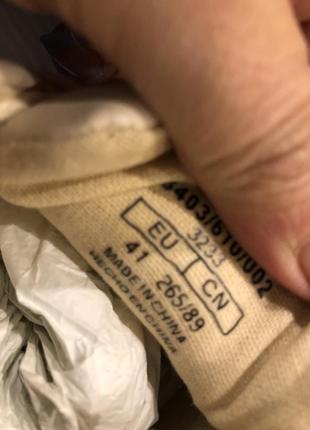 3403/610/002
3233
EU CN
41 265/89
MADE IN CHINA
HECHO EN CHINA